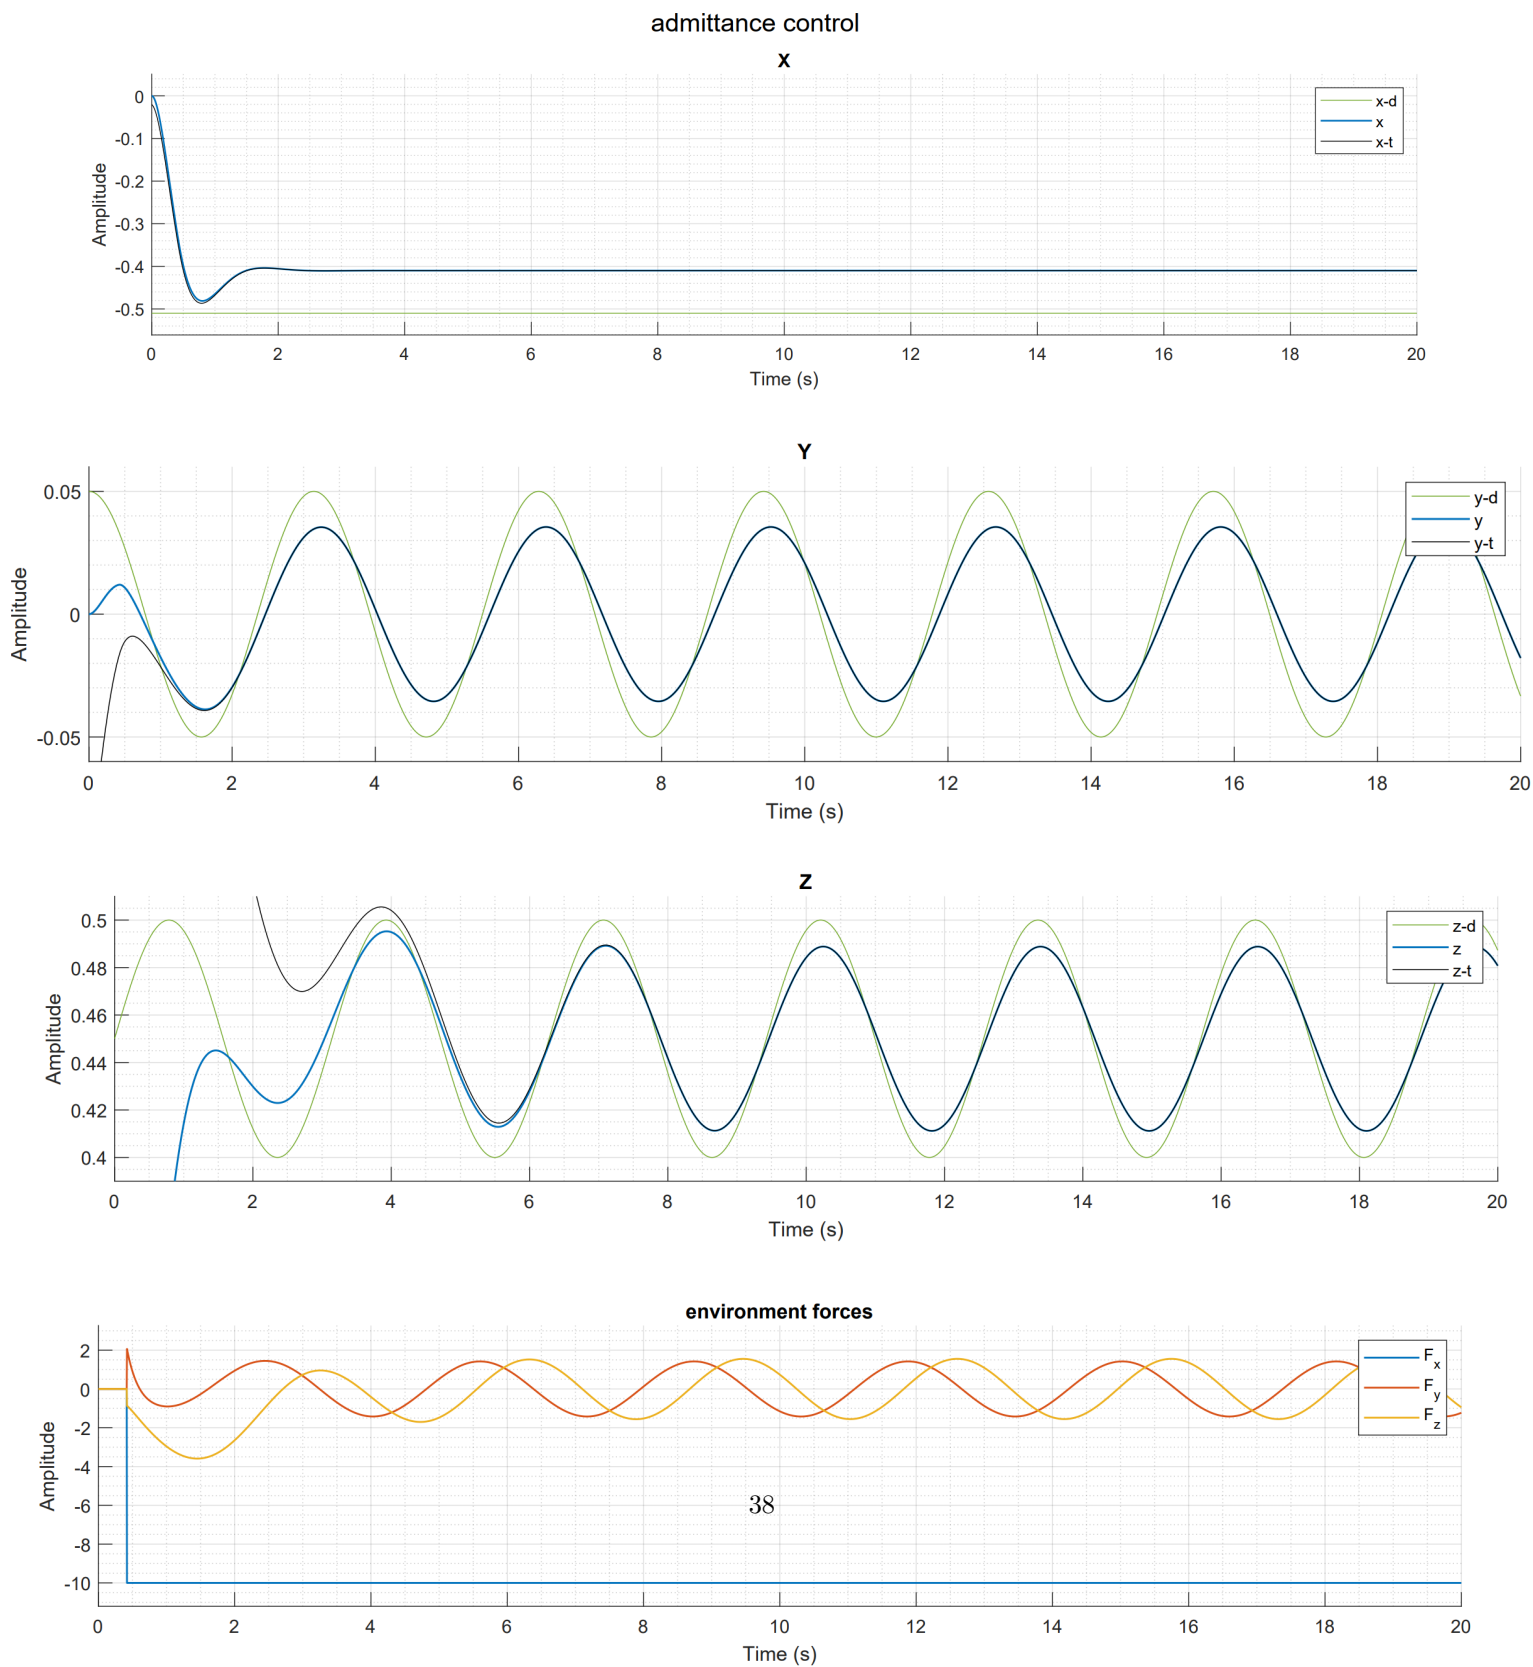 admittance control
X
0
-0.1
-0.2
-0.3
-0.4
-0.5
Amplitude
x-d
x
x-t
0 2 4 6 8 10 12 14 16 18 20
Time (s)
Y
0.05
0
-0.05
Amplitude
y-d
y
y-t
0 2 4 6 8 10 12 14 16 18 20
Time (s)
Z
0.5
0.48
0.46
0.44
0.42
0.4
Amplitude
z-d
z
z-t
0 2 4 6 8 10 12 14 16 18 20
Time (s)
environment forces
2
0
-2
-4
-6
-8
-10
Amplitude
F_x
F_y
F_z
38
0 2 4 6 8 10 12 14 16 18 20
Time (s)